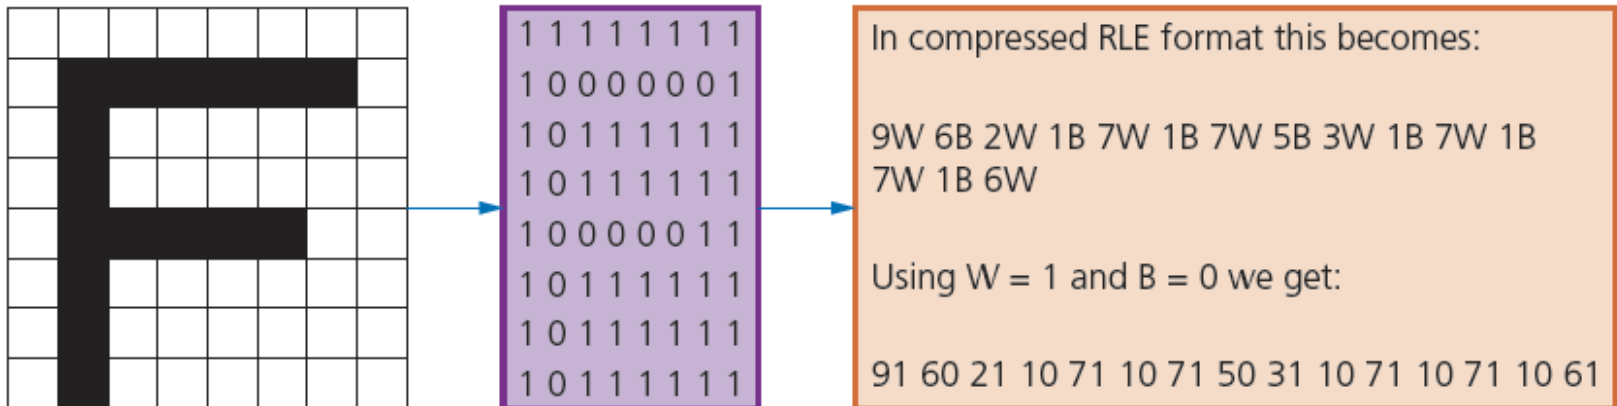 1 1 1 1 1 1 1 1
1 0 0 0 0 0 0 1
1 0 1 1 1 1 1 1
1 0 1 1 1 1 1 1
1 0 0 0 0 0 1 1
1 0 1 1 1 1 1 1
1 0 1 1 1 1 1 1
1 0 1 1 1 1 1 1
In compressed RLE format this becomes:
9W 6B 2W 1B 7W 1B 7W 5B 3W 1B 7W 1B
7W 1B 6W
Using W = 1 and B = 0 we get:
91 60 21 10 71 10 71 50 31 10 71 10 71 10 61